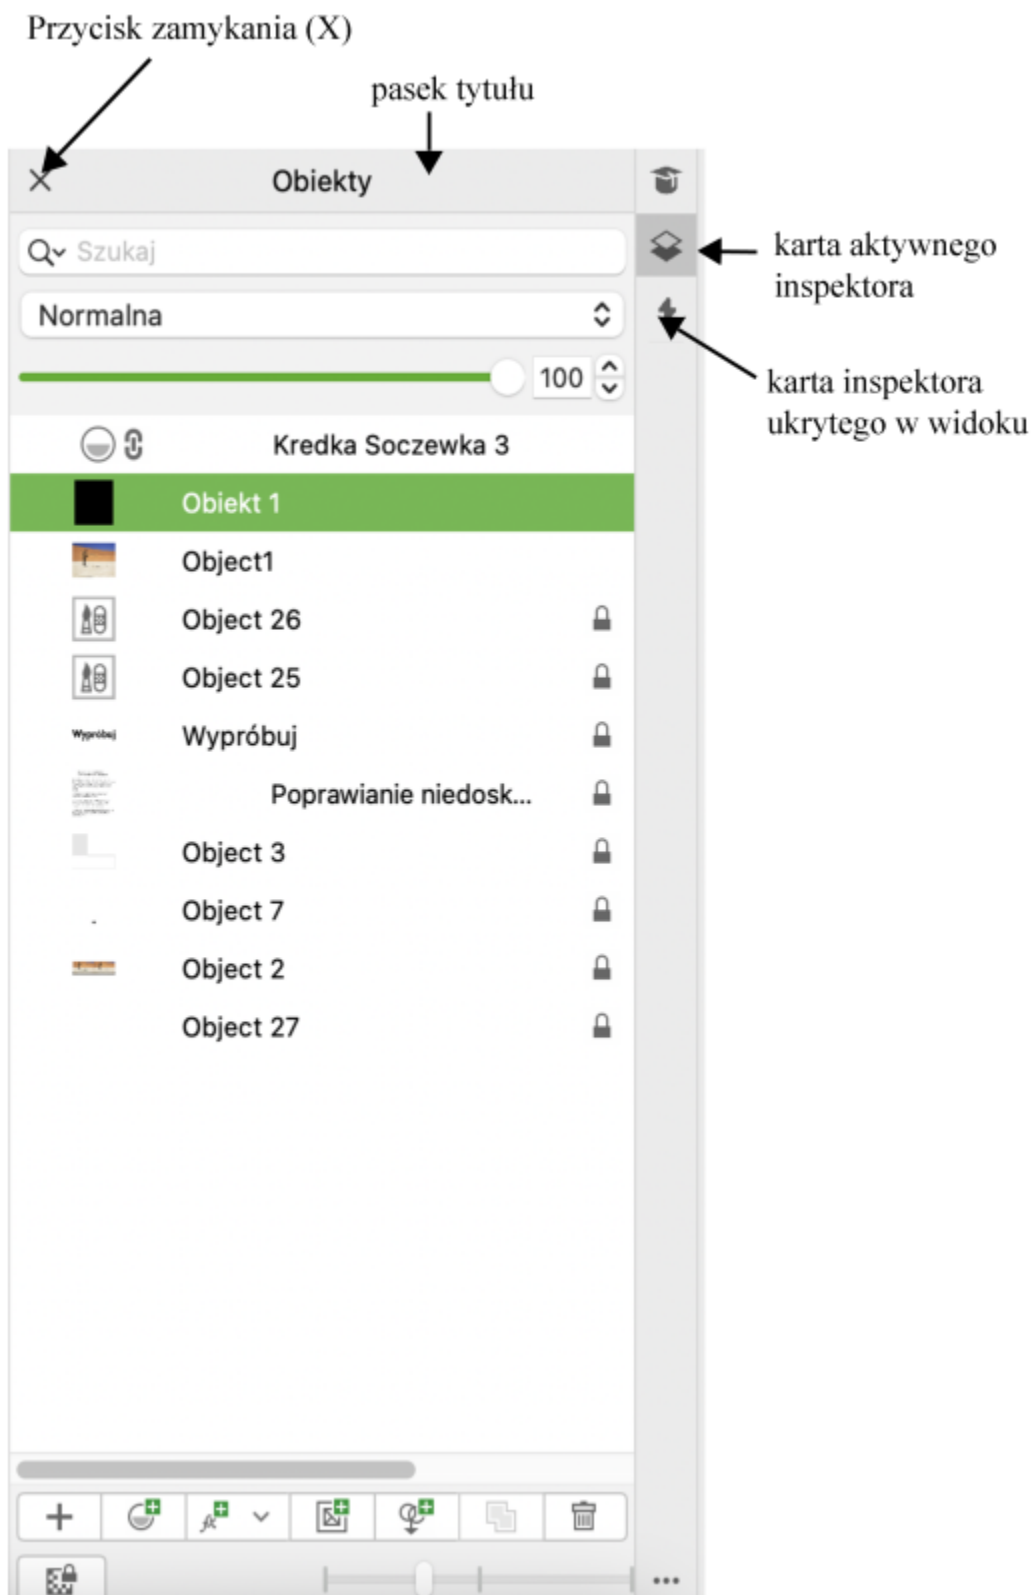 Przycisk zamykania (X)
pasek tytułu
Obiekty
Szukaj
karta aktywnego
inspektora
Normalna
100
karta inspektora
ukrytego w widoku
Kredka Soczewka 3
Obiekt 1
Object1
Object 26
Object 25
Wypróbuj
Wypróbuj
Poprawianie niedosk...
Object 3
Object 7
Object 2
Object 27